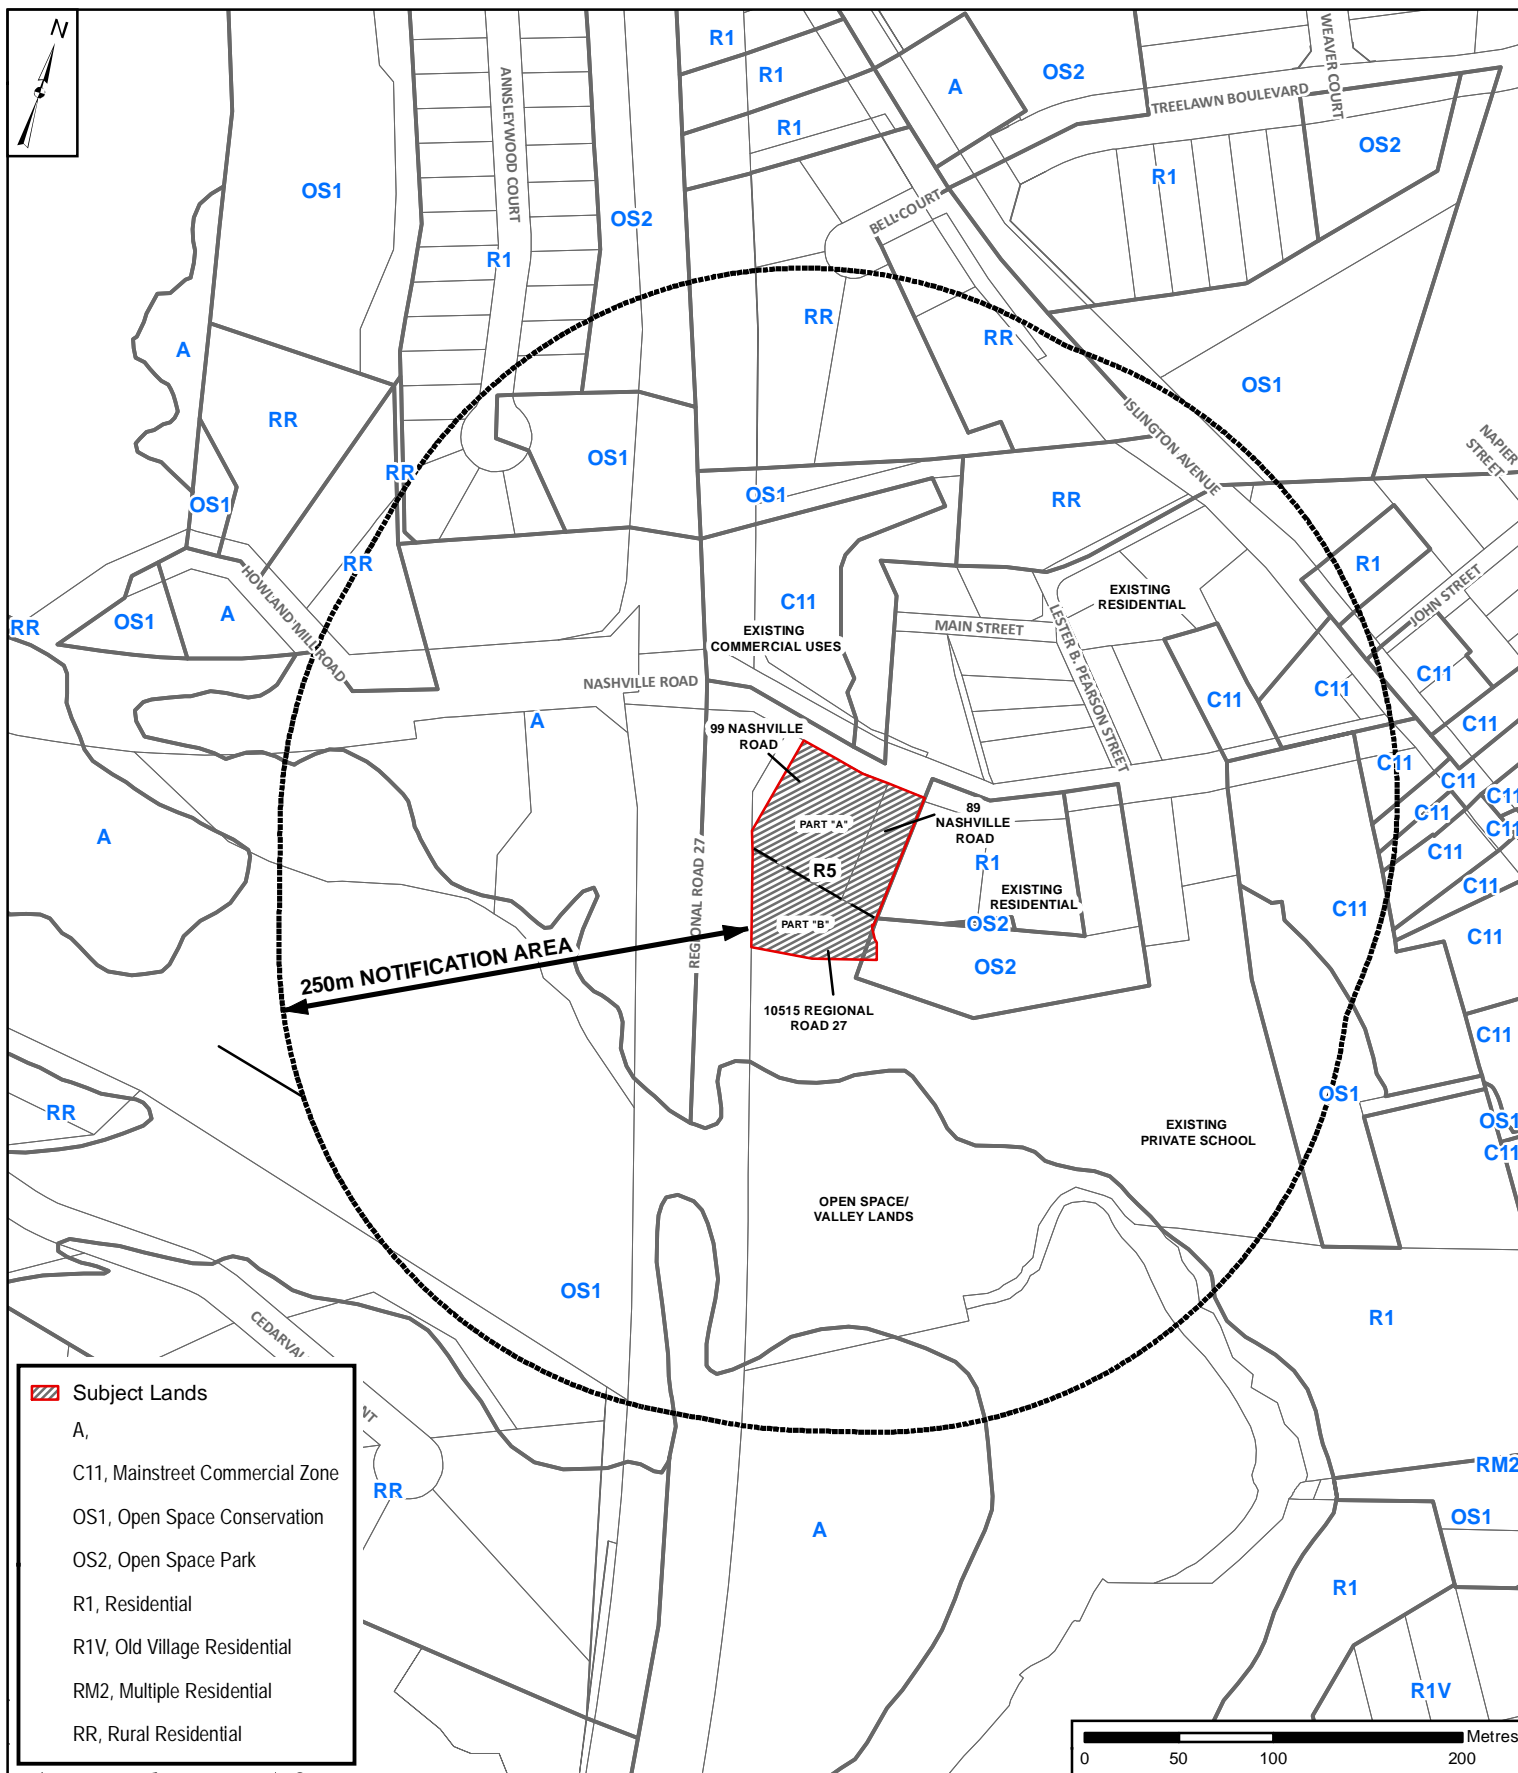 N
R1
R1
R1
A
OS2
WEAVER COURT
TREELAWN BOULEVARD
OS2
R1
ANNSLEYWOOD COURT
OS1
OS2
R1
BELL COURT
A
RR
RR
OS1
ISLINGTON AVENUE
NAPIER
STREET
RR
RR
OS1
OS1
OS1
RR
RR
R1
HOWLAND MILL ROAD
OS1
A
RR
C11
EXISTING
COMMERCIAL USES
EXISTING
RESIDENTIAL
MAIN STREET
LESTER B. PEARSON STREET
JOHN STREET
C11
C11
C11
C11
NASHVILLE ROAD
A
99 NASHVILLE
ROAD
C11
C11
C11
C11
C11
C11
C11
89
NASHVILLE
ROAD
PART "A"
R5
R1
EXISTING
RESIDENTIAL
A
REGIONAL ROAD 27
PART "B"
OS2
OS2
C11
C11
250m NOTIFICATION AREA
10515 REGIONAL
ROAD 27
C11
RR
OS1
OS1
C11
EXISTING
PRIVATE SCHOOL
OPEN SPACE/
VALLEY LANDS
OS1
R1
RR
A
RM2
OS1
R1
R1V
Subject Lands
A,
C11, Mainstreet Commercial Zone
OS1, Open Space Conservation
OS2, Open Space Park
R1, Residential
R1V, Old Village Residential
RM2, Multiple Residential
RR, Rural Residential
Metres
0 50 100 200